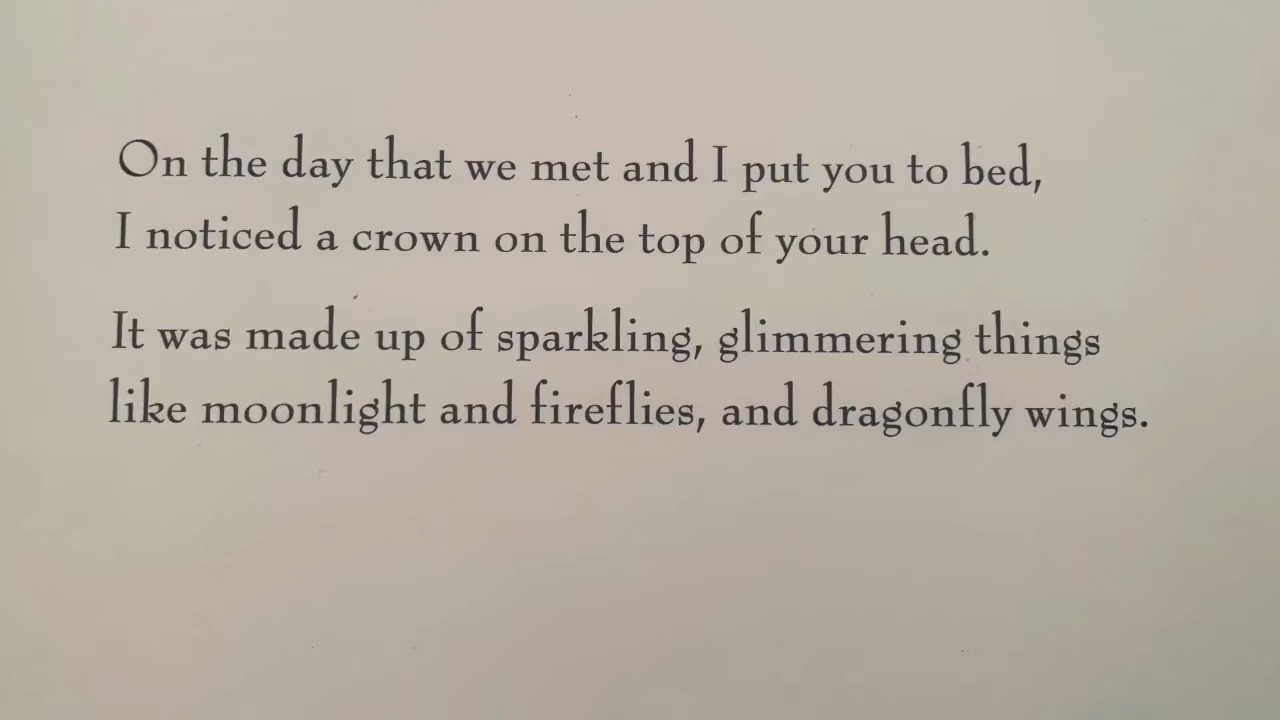 On the day that we met and I put you to bed,
I noticed a crown on the top of your head.
It was made up of sparkling, glimmering things
like moonlight and fireflies, and dragonfly wings.